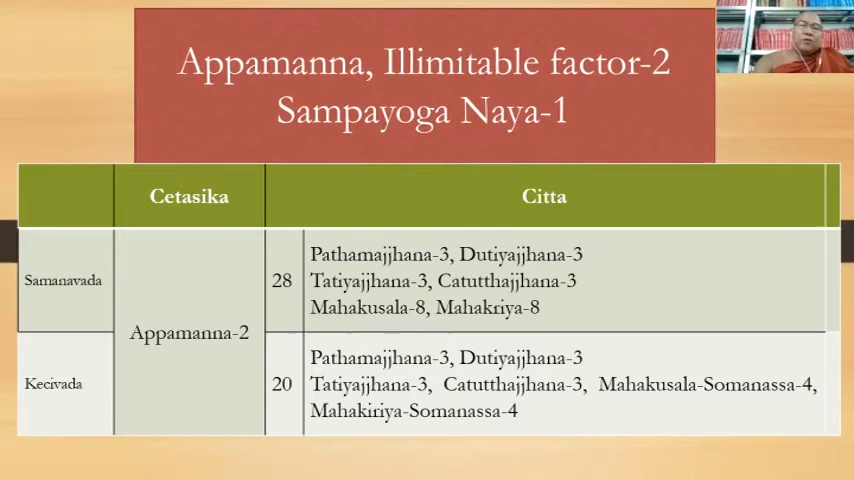 Appamanna, Illimitable factor-2
Sampayoga Naya-1
Cetasika
Citta
Samanavada
Appamanna-2
28
Pathamajjhana-3, Dutiyajjhana-3
Tatiyajjhana-3, Catutthajjhana-3
Mahakusala-8, Mahakriya-8
Kecivada
20
Pathamajjhana-3, Dutiyajjhana-3
Tatiyajjhana-3, Catutthajjhana-3, Mahakusala-Somanassa-4,
Mahakiriya-Somanassa-4